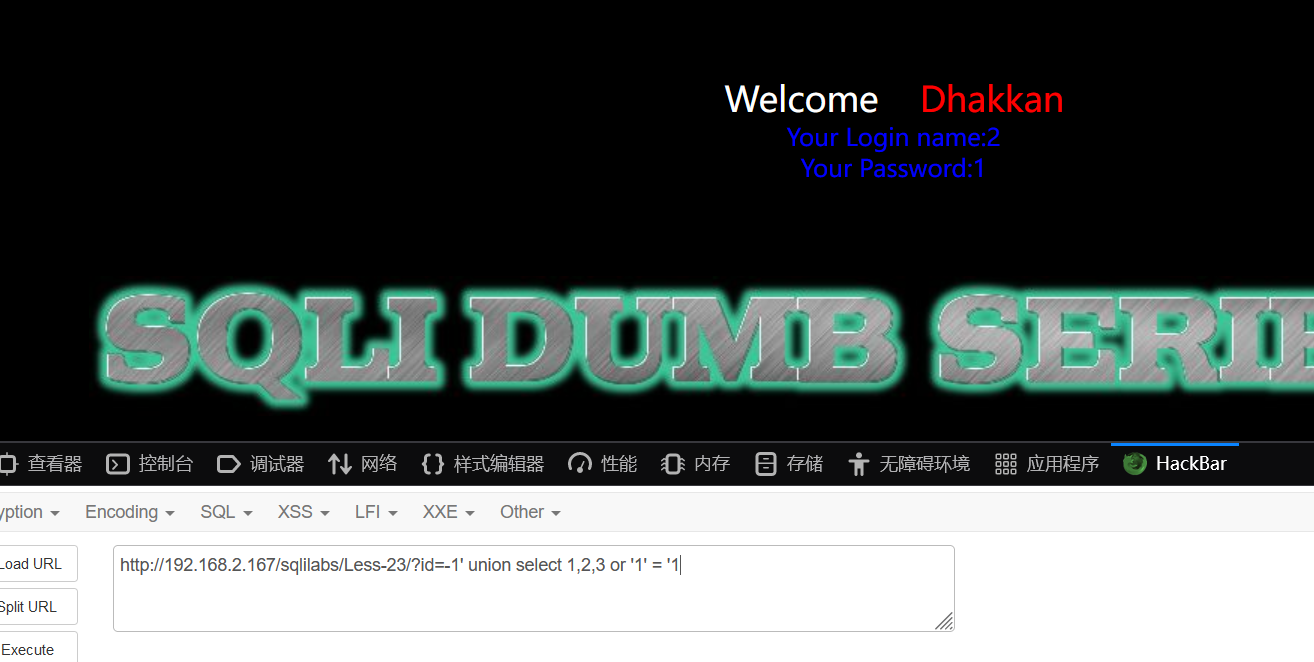 Welcome Dhakkan
Your Login name:2
Your Password:1
SQLI DUMB SERIE
查看器 控制台 调试器 网络 样式编辑器 性能 内存 存储 无障碍环境 应用程序 HackBar
yption Encoding SQL XSS LFI XXE Other
Load URL
http://192.168.2.167/sqlilabs/Less-23/?id=-1' union select 1,2,3 or '1' = '1
Split URL
Execute